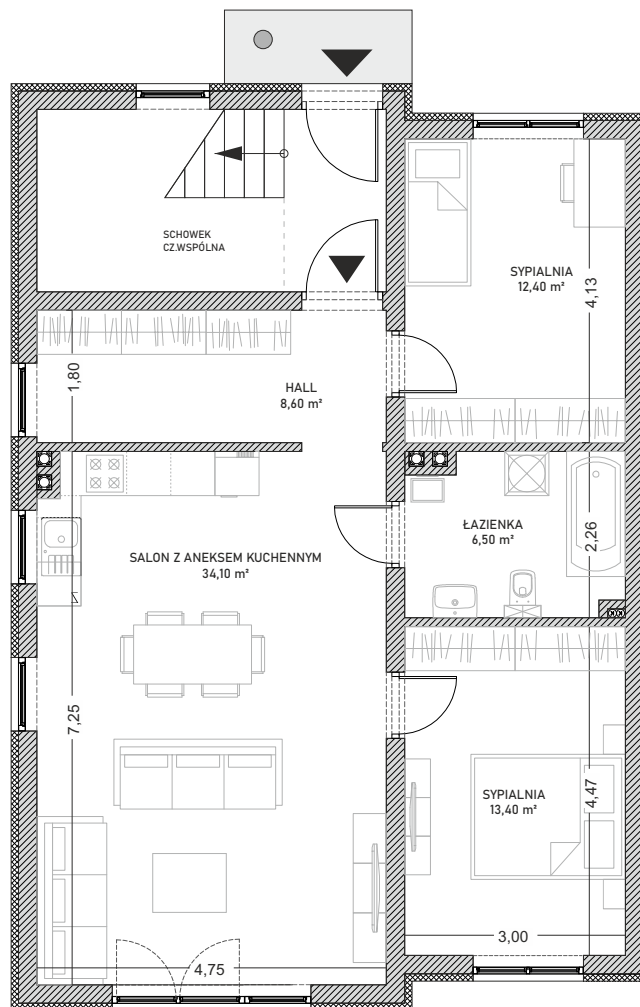 SCHOWEK
CZ.WSPÓLNA
SYPIALNIA
12,40 m²
4,13
1,80
HALL
8,60 m²
SALON Z ANEKSEM KUCHENNYM
34,10 m²
ŁAZIENKA
6,50 m²
2,26
7,25
SYPIALNIA
13,40 m²
4,47
3,00
4,75